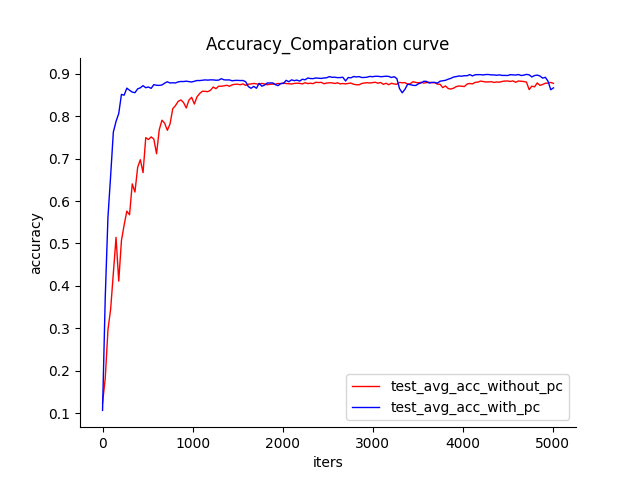 Accuracy_Comparation curve
accuracy
0.9
0.8
0.7
0.6
0.5
0.4
0.3
0.2
0.1
0 1000 2000 3000 4000 5000
iters
test_avg_acc_without_pc
test_avg_acc_with_pc